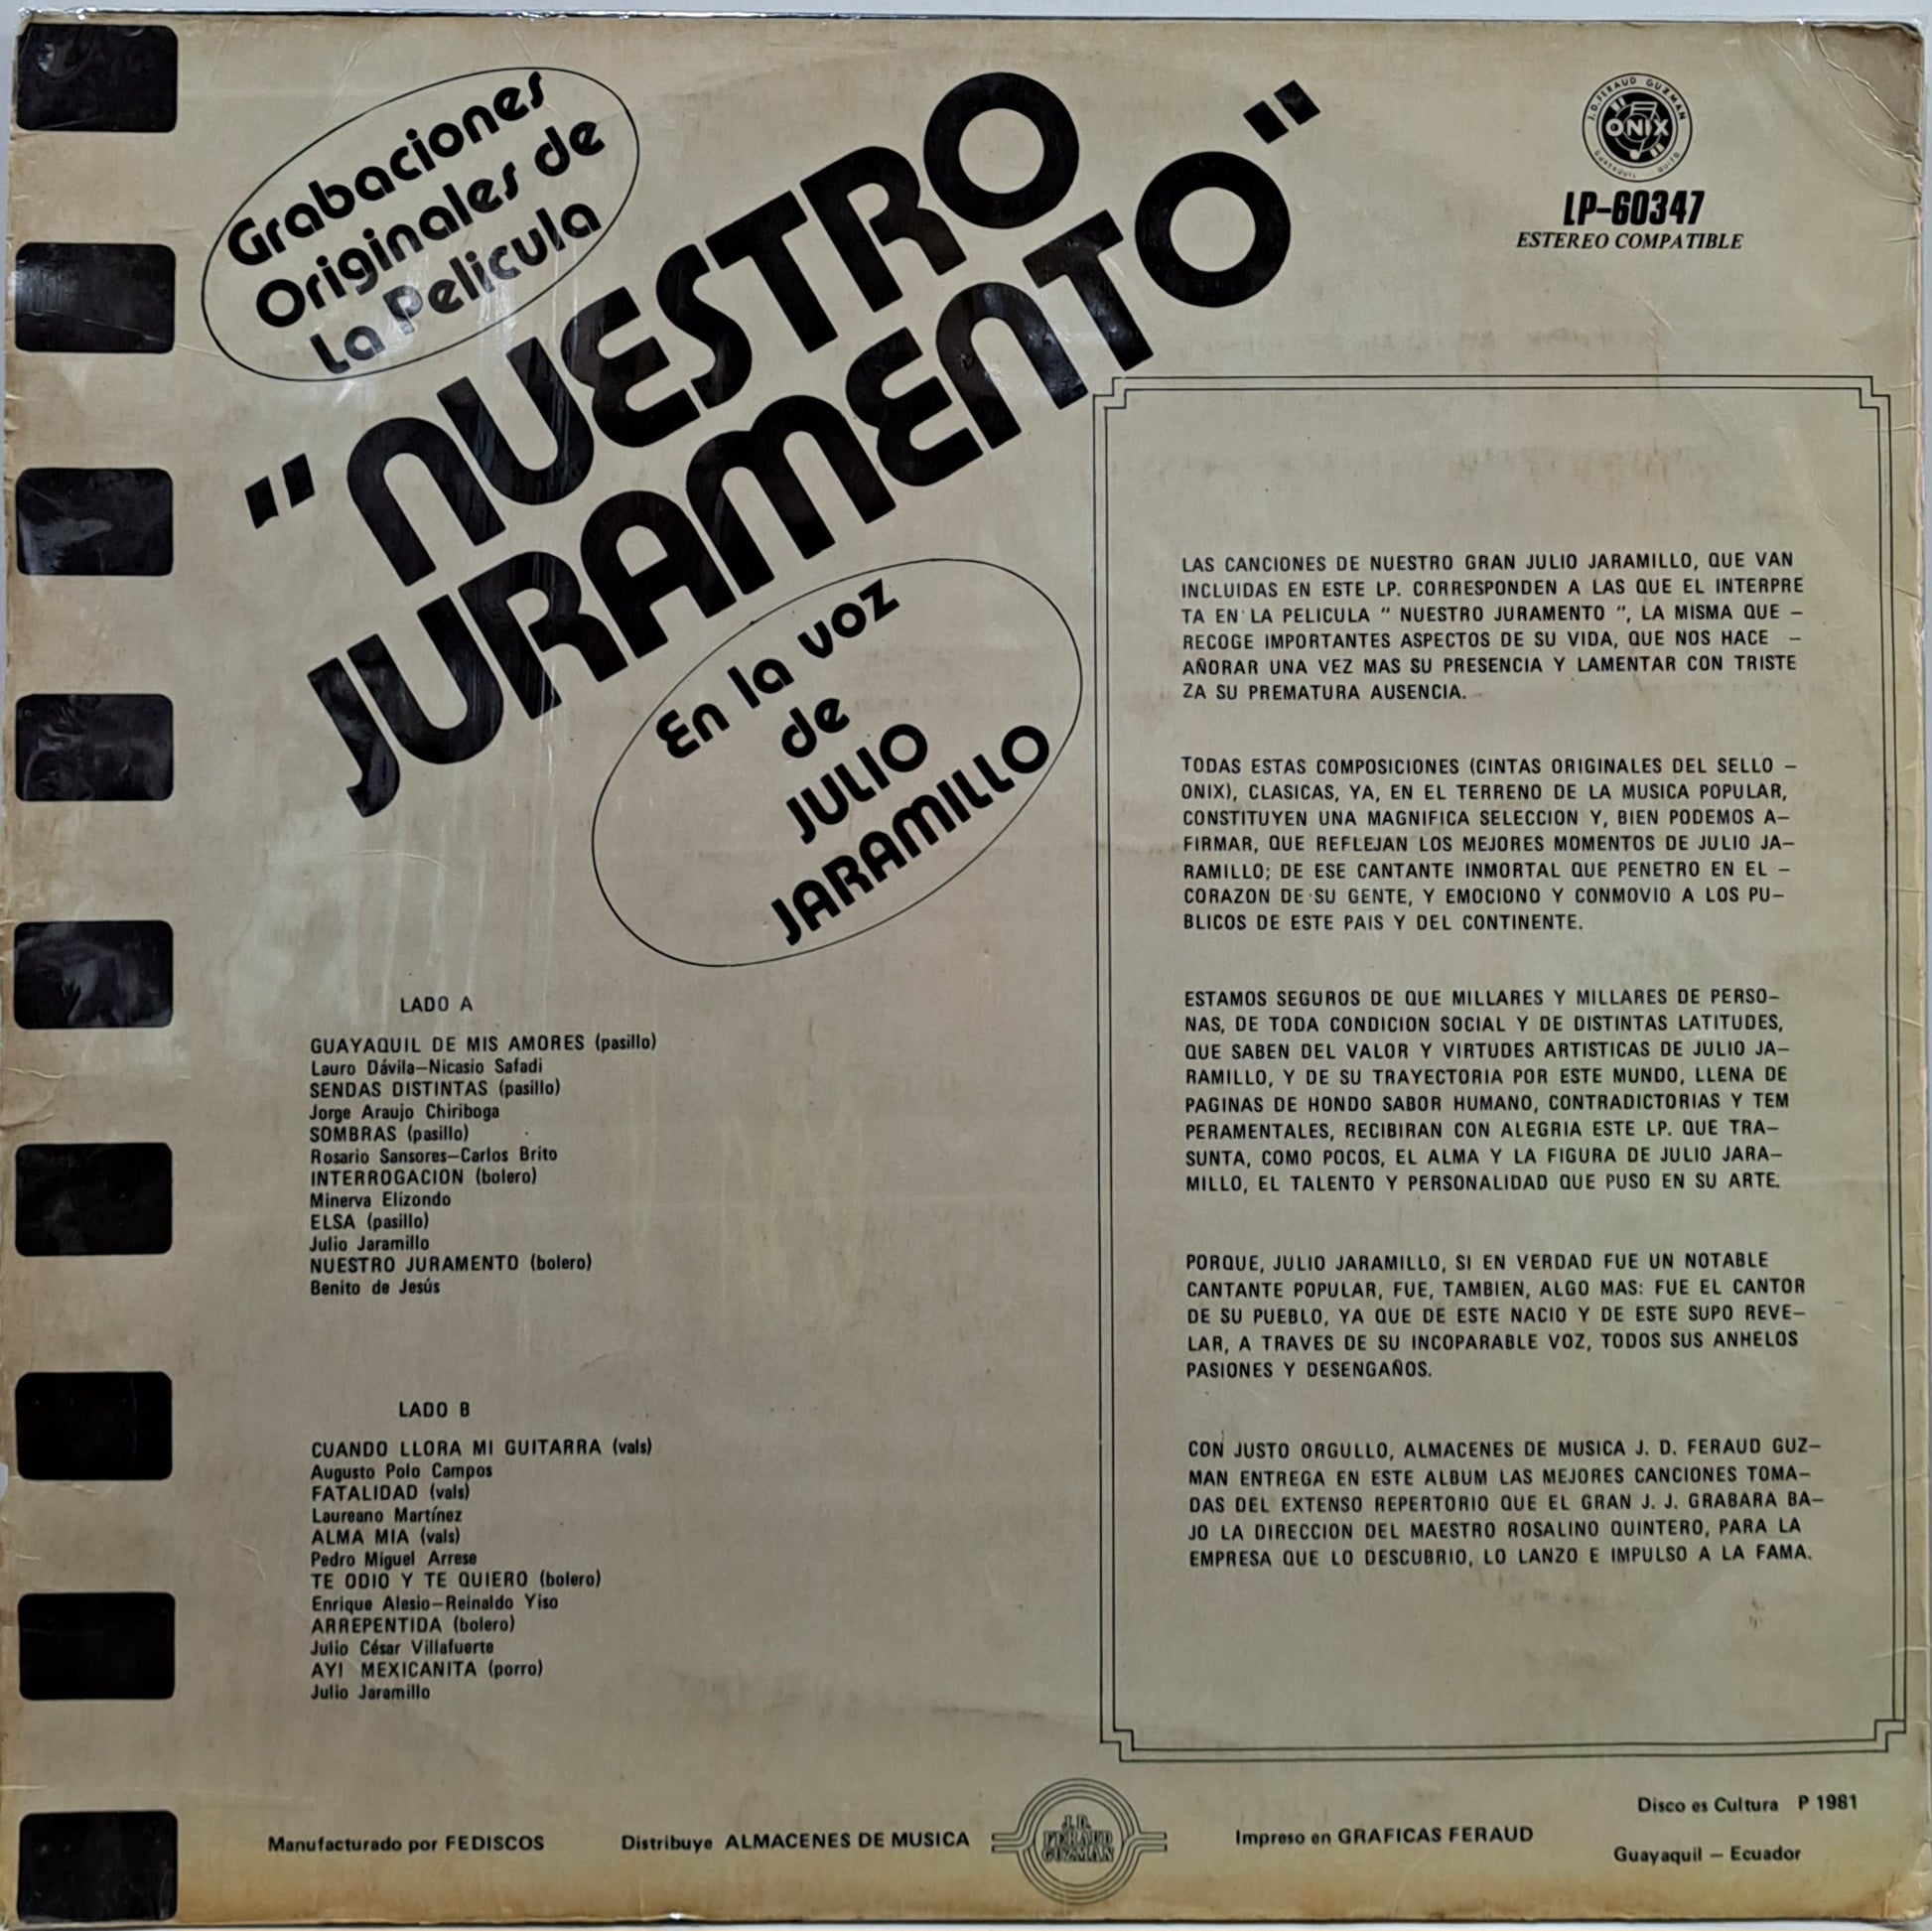 Grabaciones
Originales de
La Pelicula
"NUESTRO
JURAMENTO"
En la voz
de
JULIO
JARAMILLO
J.D. FERAUD GUZMAN
ONIX
GUAYAQUIL QUITO
LP-60347
ESTEREO COMPATIBLE
LADO A
GUAYAQUIL DE MIS AMORES (pasillo)
Lauro Dávila—Nicasio Safadi
SENDAS DISTINTAS (pasillo)
Jorge Araujo Chiriboga
SOMBRAS (pasillo)
Rosario Sansores—Carlos Brito
INTERROGACION (bolero)
Minerva Elizondo
ELSA (pasillo)
Julio Jaramillo
NUESTRO JURAMENTO (bolero)
Benito de Jesús
LADO B
CUANDO LLORA MI GUITARRA (vals)
Augusto Polo Campos
FATALIDAD (vals)
Laureano Martínez
ALMA MIA (vals)
Pedro Miguel Arrese
TE ODIO Y TE QUIERO (bolero)
Enrique Alesio—Reinaldo Yiso
ARREPENTIDA (bolero)
Julio César Villafuerte
AYI MEXICANITA (porro)
Julio Jaramillo
LAS CANCIONES DE NUESTRO GRAN JULIO JARAMILLO, QUE VAN
INCLUIDAS EN ESTE LP. CORRESPONDEN A LAS QUE EL INTERPRE
TA EN LA PELICULA " NUESTRO JURAMENTO ", LA MISMA QUE —
RECOGE IMPORTANTES ASPECTOS DE SU VIDA, QUE NOS HACE —
AÑORAR UNA VEZ MAS SU PRESENCIA Y LAMENTAR CON TRISTE
ZA SU PREMATURA AUSENCIA.
TODAS ESTAS COMPOSICIONES (CINTAS ORIGINALES DEL SELLO —
ONIX), CLASICAS, YA, EN EL TERRENO DE LA MUSICA POPULAR,
CONSTITUYEN UNA MAGNIFICA SELECCION Y, BIEN PODEMOS A—
FIRMAR, QUE REFLEJAN LOS MEJORES MOMENTOS DE JULIO JA—
RAMILLO; DE ESE CANTANTE INMORTAL QUE PENETRO EN EL —
CORAZON DE SU GENTE, Y EMOCIONO Y CONMOVIO A LOS PU—
BLICOS DE ESTE PAIS Y DEL CONTINENTE.
ESTAMOS SEGUROS DE QUE MILLARES Y MILLARES DE PERSO—
NAS, DE TODA CONDICION SOCIAL Y DE DISTINTAS LATITUDES,
QUE SABEN DEL VALOR Y VIRTUDES ARTISTICAS DE JULIO JA—
RAMILLO, Y DE SU TRAYECTORIA POR ESTE MUNDO, LLENA DE
PAGINAS DE HONDO SABOR HUMANO, CONTRADICTORIAS Y TEM
PERAMENTALES, RECIBIRAN CON ALEGRIA ESTE LP. QUE TRA—
SUNTA, COMO POCOS, EL ALMA Y LA FIGURA DE JULIO JARA—
MILLO, EL TALENTO Y PERSONALIDAD QUE PUSO EN SU ARTE.
PORQUE, JULIO JARAMILLO, SI EN VERDAD FUE UN NOTABLE
CANTANTE POPULAR, FUE, TAMBIEN, ALGO MAS: FUE EL CANTOR
DE SU PUEBLO, YA QUE DE ESTE NACIO Y DE ESTE SUPO REVE—
LAR, A TRAVES DE SU INCOPARABLE VOZ, TODOS SUS ANHELOS
PASIONES Y DESENGAÑOS.
CON JUSTO ORGULLO, ALMACENES DE MUSICA J. D. FERAUD GUZ—
MAN ENTREGA EN ESTE ALBUM LAS MEJORES CANCIONES TOMA—
DAS DEL EXTENSO REPERTORIO QUE EL GRAN J. J. GRABARA BA—
JO LA DIRECCION DEL MAESTRO ROSALINO QUINTERO, PARA LA
EMPRESA QUE LO DESCUBRIO, LO LANZO E IMPULSO A LA FAMA.
Manufacturado por FEDISCOS
Distribuye ALMACENES DE MUSICA
J.D.
FERAUD
GUZMAN
Impreso en GRAFICAS FERAUD
Disco es Cultura P 1981
Guayaquil — Ecuador